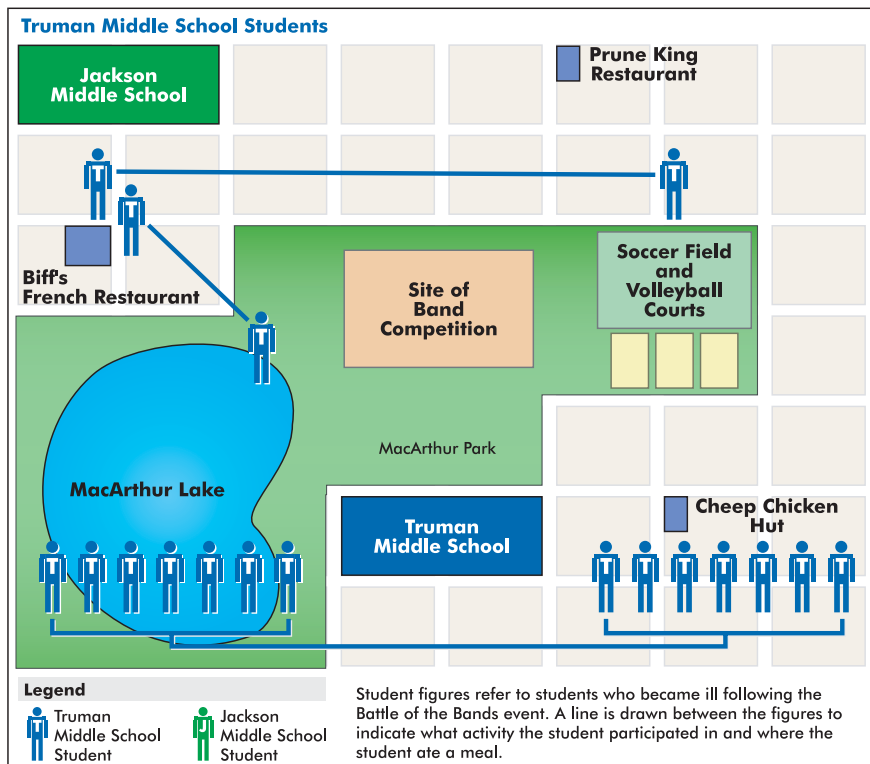 Truman Middle School Students
Jackson
Middle School
Prune King
Restaurant
Biff's
French Restaurant
Site of
Band
Competition
Soccer Field
and
Volleyball
Courts
MacArthur Park
MacArthur Lake
Truman
Middle School
Cheep Chicken
Hut
Legend
Truman
Middle School
Student
Jackson
Middle School
Student
Student figures refer to students who became ill following the
Battle of the Bands event. A line is drawn between the figures to
indicate what activity the student participated in and where the
student ate a meal.